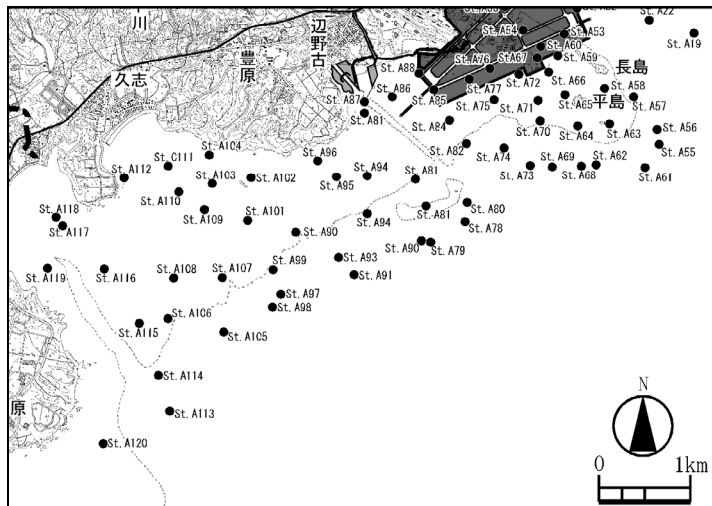 St. A22
St. A19
St. A53
St. A54
St. A60
St. A59
川
辺野古
豊原
久志
St. A76
St. A67
St. A88
St. A72
St. A66
長島
St. A58
St. A77
St. A86
St. A85
St. A87
St. A75
St. A71
St. A65
平島
St. A57
St. A81
St. A84
St. A70
St. A64
St. A63
St. A56
St. A82
St. A74
St. A55
St. A104
St. A96
St. C111
St. A112
St. A103
St. A102
St. A95
St. A94
St. A81
St. A73
St. A69
St. A68
St. A62
St. A61
St. A110
St. A109
St. A101
St. A94
St. A81
St. A80
St. A78
St. A118
St. A117
St. A90
St. A90
St. A79
St. A93
St. A119
St. A116
St. A108
St. A107
St. A99
St. A91
St. A97
St. A98
St. A106
St. A115
St. A105
St. A114
原
St. A113
St. A120
N
0 1km